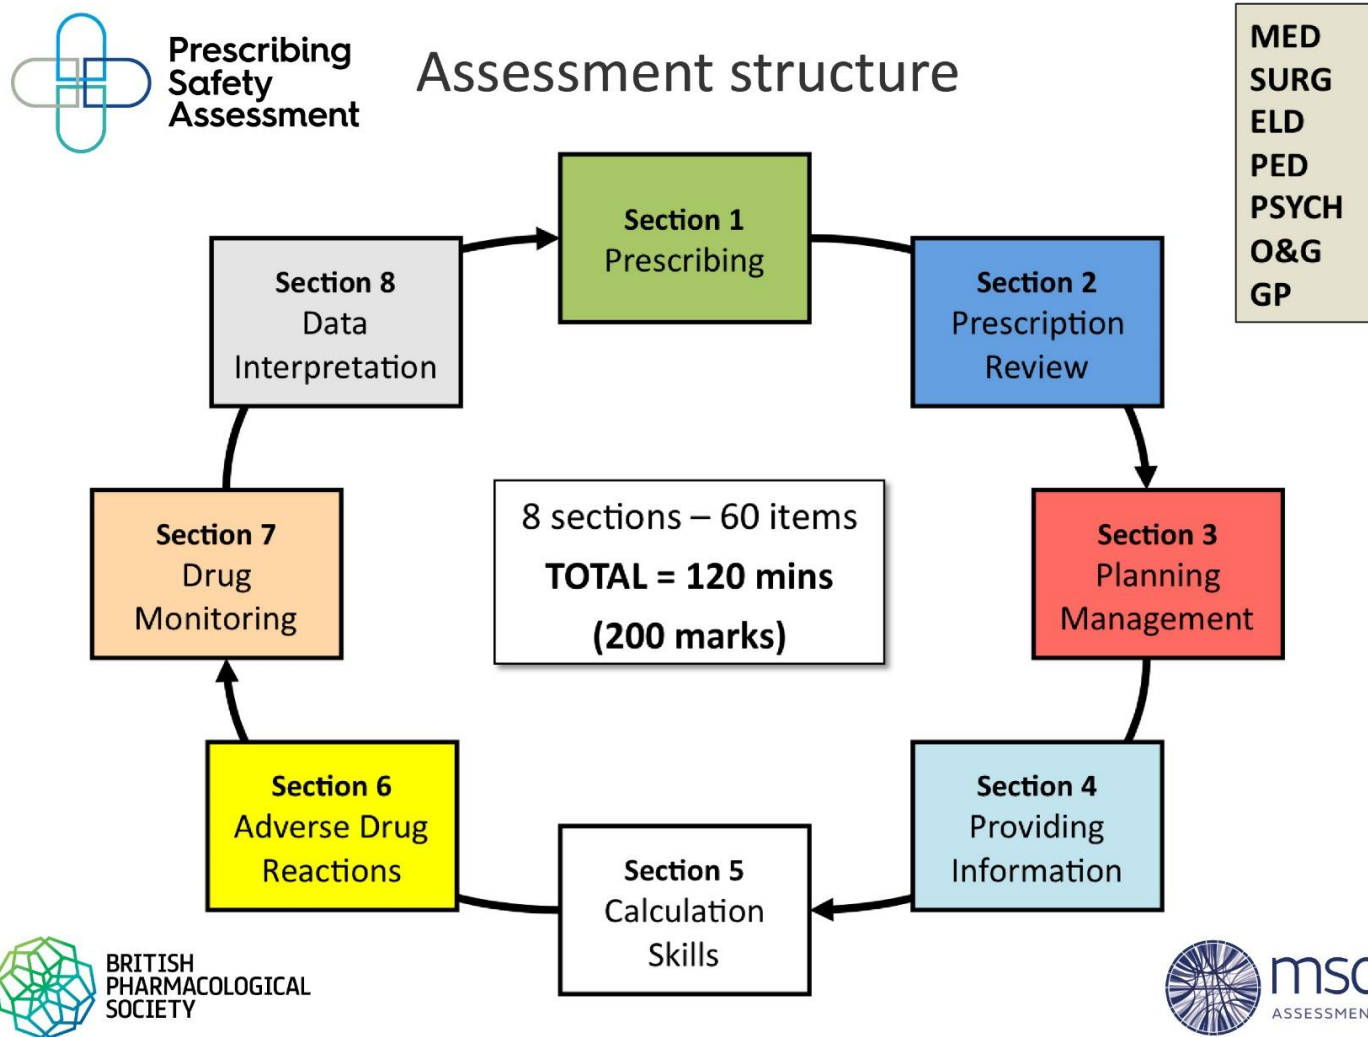 Prescribing
Safety
Assessment
Assessment structure
MED
SURG
ELD
PED
PSYCH
O&G
GP
Section 1
Prescribing
Section 2
Prescription
Review
Section 3
Planning
Management
Section 4
Providing
Information
Section 5
Calculation
Skills
Section 6
Adverse Drug
Reactions
Section 7
Drug
Monitoring
Section 8
Data
Interpretation
8 sections – 60 items
TOTAL = 120 mins
(200 marks)
BRITISH
PHARMACOLOGICAL
SOCIETY
ASSESSMENT